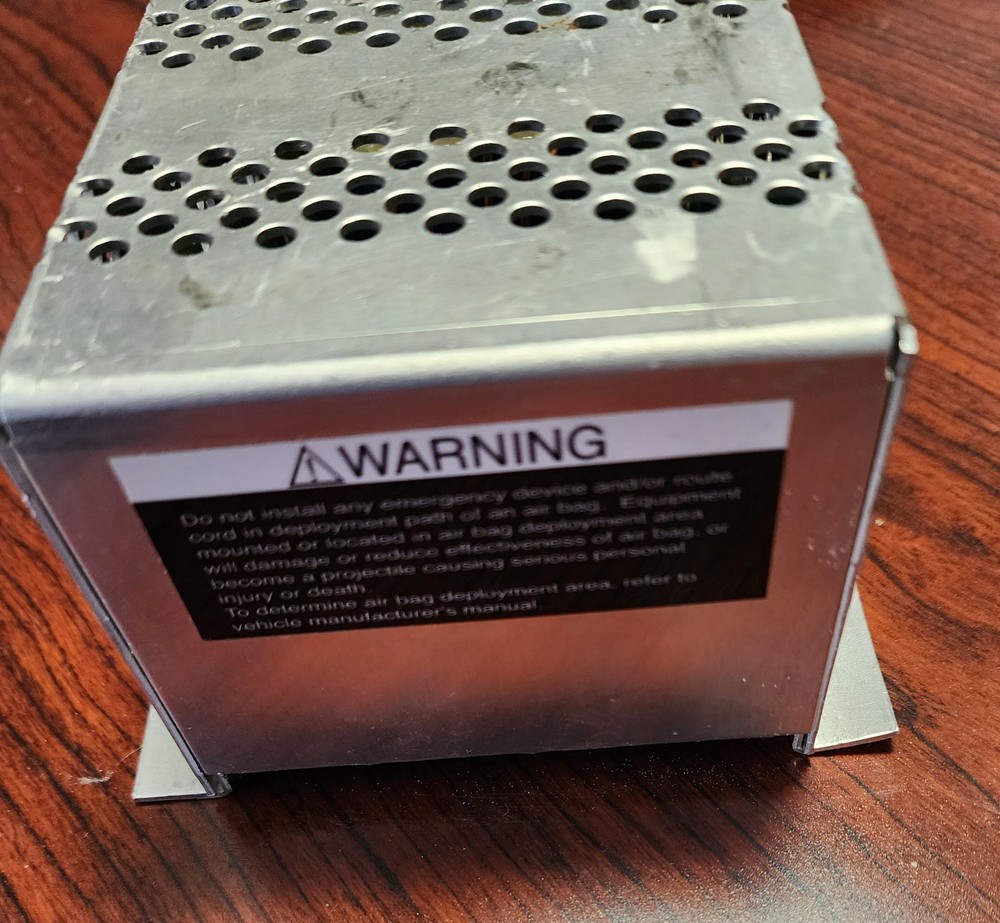 WARNING
Do not install any emergency device and/or route
cord in deployment path of an air bag. Equipment
mounted or located in air bag deployment area
will damage or reduce effectiveness of air bag, or
become a projectile causing serious personal
injury or death.
To determine air bag deployment area, refer to
vehicle manufacturer's manual.